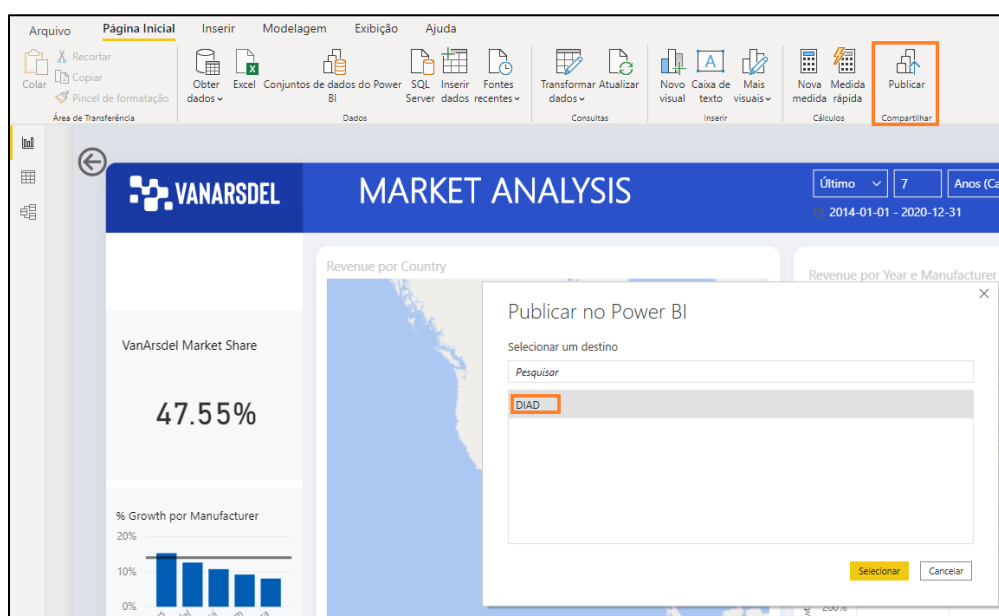 Arquivo Página Inicial Inserir Modelagem Exibição Ajuda
Colar
Recortar
Copiar
Pincel de formatação
Área de Transferência
Obter
dados
Excel
Conjuntos de dados do Power
BI
SQL
Server
Inserir
dados
Fontes
recentes
Dados
Transformar
dados
Atualizar
Consultas
Novo
visual
Caixa de
texto
Mais
visuais
Inserir
Nova
medida
Medida
rápida
Cálculos
Publicar
Compartilhar
VANARSDEL
MARKET ANALYSIS
Último 7 Anos (Ca
2014-01-01 - 2020-12-31
VanArsdel Market Share
47.55%
% Growth por Manufacturer
20%
10%
0%
Revenue por Country
Revenue por Year e Manufacturer
Publicar no Power BI
Selecionar um destino
Pesquisar
DIAD
Selecionar Cancelar
200%